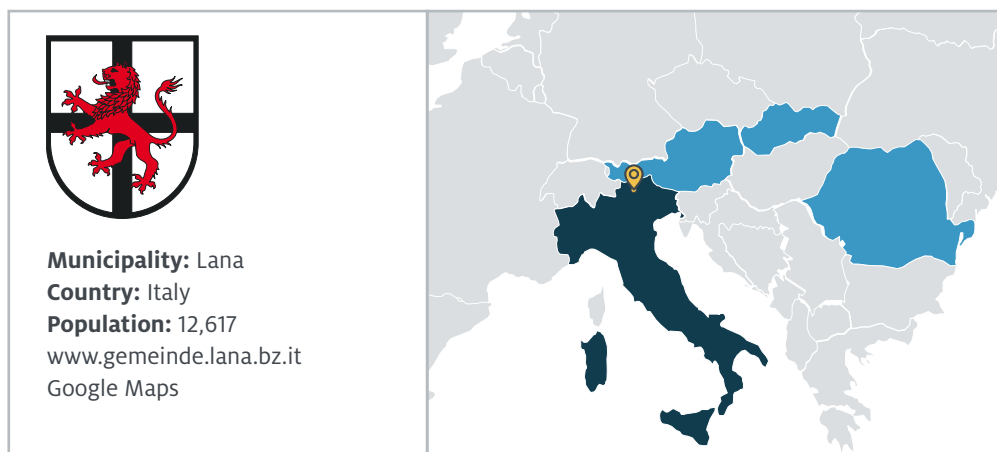 Municipality: Lana
Country: Italy
Population: 12,617
www.gemeinde.lana.bz.it
Google Maps